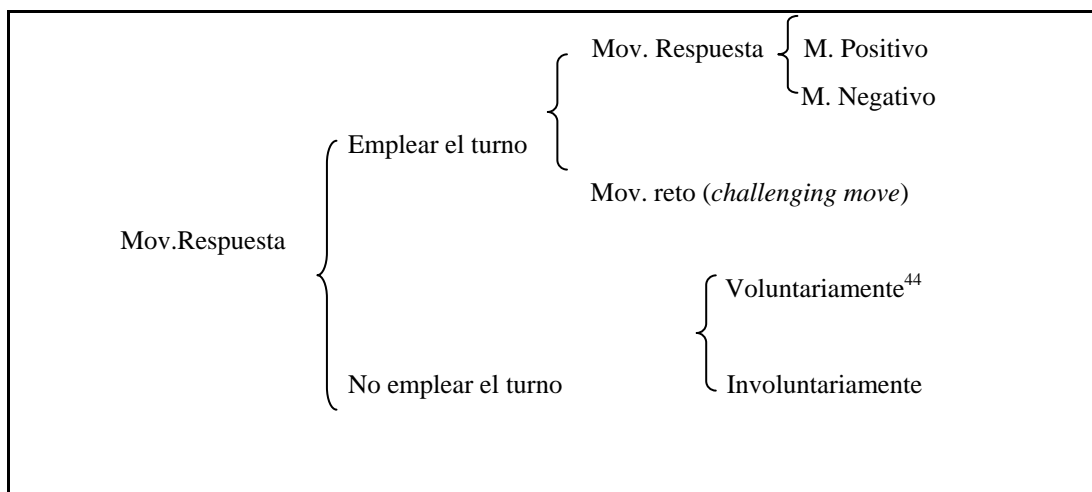 Mov. Respuesta
M. Positivo
M. Negativo
Emplear el turno
Mov. reto (challenging move)
Mov.Respuesta
Voluntariamente44
No emplear el turno
Involuntariamente